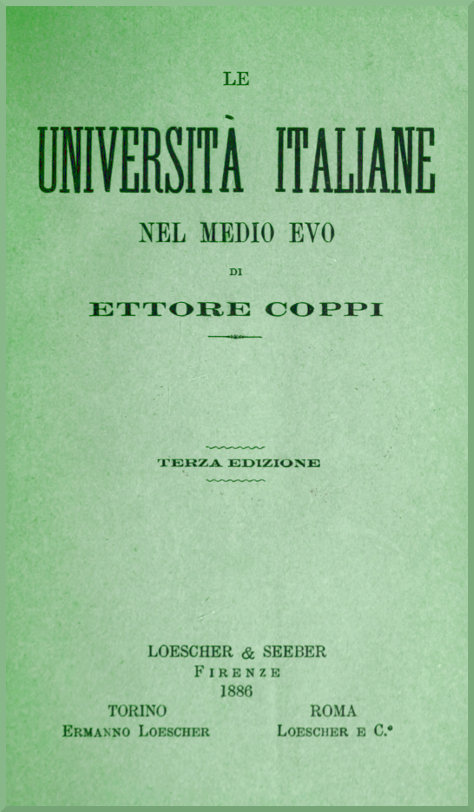 LE
UNIVERSITÀ ITALIANE
NEL MEDIO EVO
DI
ETTORE COPPI
TERZA EDIZIONE
LOESCHER & SEEBER
FIRENZE
1886
TORINO ROMA
ERMANNO LOESCHER LOESCHER E C.º